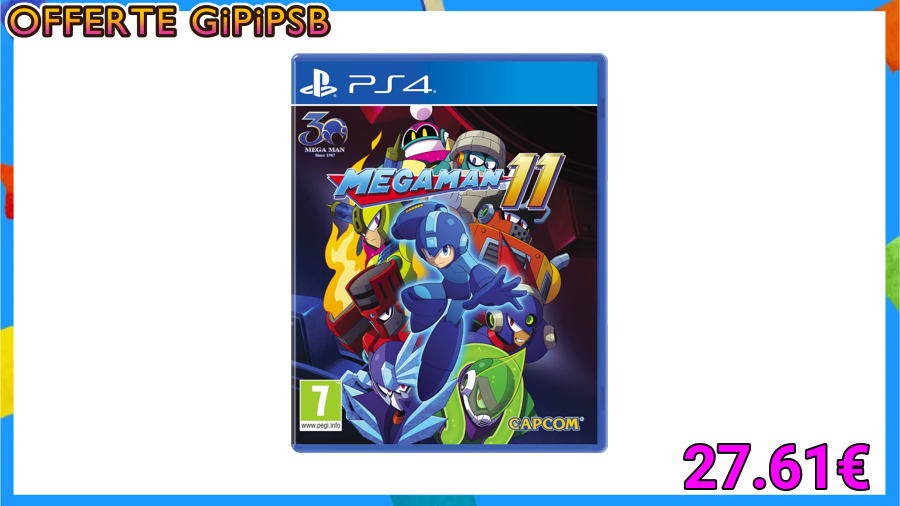 OFFERTE GiPiPSB
PS4
30
MEGA MAN
Since 1987
MEGAMAN 11
7
www.pegi.info
CAPCOM
27.61€